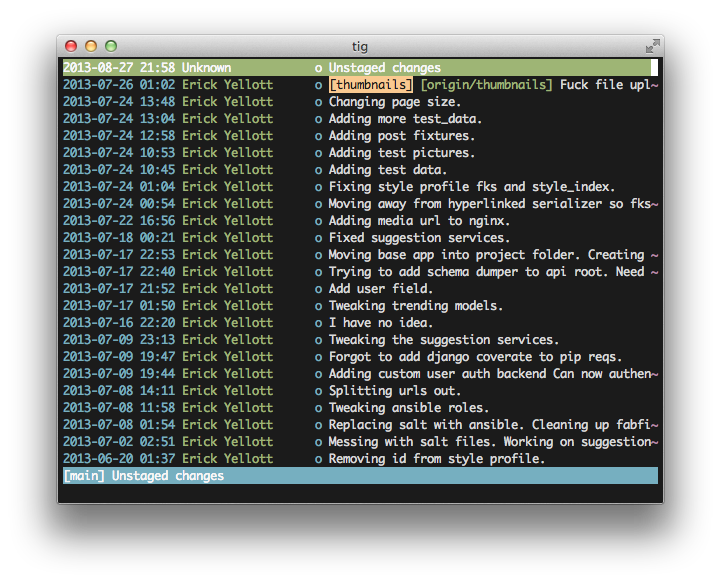 tig
2013-08-27 21:58 Unknown o Unstaged changes
2013-07-26 01:02 Erick Yellott o [thumbnails] [origin/thumbnails] Fuck file upl~
2013-07-24 13:48 Erick Yellott o Changing page size.
2013-07-24 13:04 Erick Yellott o Adding more test_data.
2013-07-24 12:58 Erick Yellott o Adding post fixtures.
2013-07-24 10:53 Erick Yellott o Adding test pictures.
2013-07-24 10:45 Erick Yellott o Adding test data.
2013-07-24 01:04 Erick Yellott o Fixing style profile fks and style_index.
2013-07-24 00:54 Erick Yellott o Moving away from hyperlinked serializer so fks~
2013-07-22 16:56 Erick Yellott o Adding media url to nginx.
2013-07-18 00:21 Erick Yellott o Fixed suggestion services.
2013-07-17 22:53 Erick Yellott o Moving base app into project folder. Creating ~
2013-07-17 22:40 Erick Yellott o Trying to add schema dumper to api root. Need ~
2013-07-17 21:52 Erick Yellott o Add user field.
2013-07-17 01:50 Erick Yellott o Tweaking trending models.
2013-07-16 22:20 Erick Yellott o I have no idea.
2013-07-09 23:13 Erick Yellott o Tweaking the suggestion services.
2013-07-09 19:47 Erick Yellott o Forgot to add django coverate to pip reqs.
2013-07-09 19:44 Erick Yellott o Adding custom user auth backend Can now authen~
2013-07-08 14:11 Erick Yellott o Splitting urls out.
2013-07-08 11:58 Erick Yellott o Tweaking ansible roles.
2013-07-08 01:54 Erick Yellott o Replacing salt with ansible. Cleaning up fabfi~
2013-07-02 02:51 Erick Yellott o Messing with salt files. Working on suggestion~
2013-06-20 01:37 Erick Yellott o Removing id from style profile.
[main] Unstaged changes